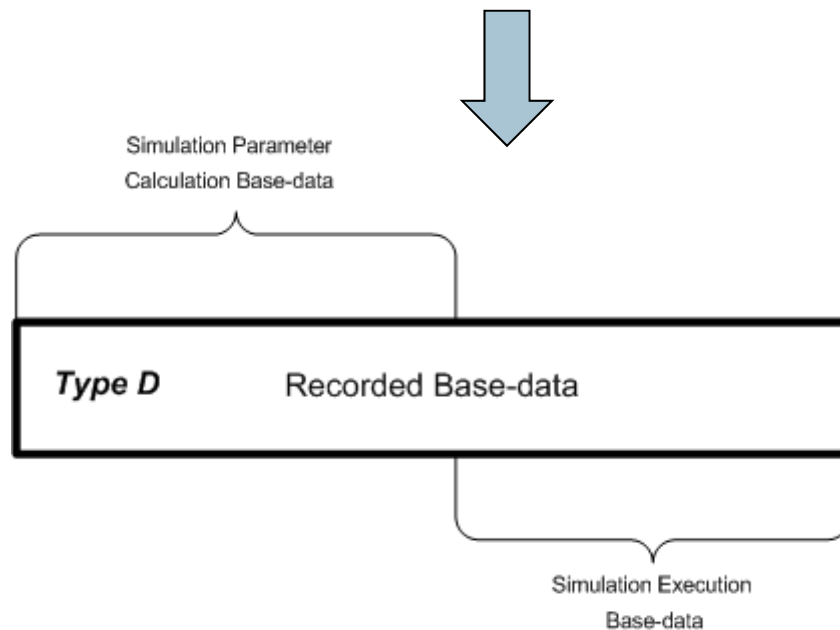 Simulation Parameter
Calculation Base-data
Type D Recorded Base-data
Simulation Execution
Base-data